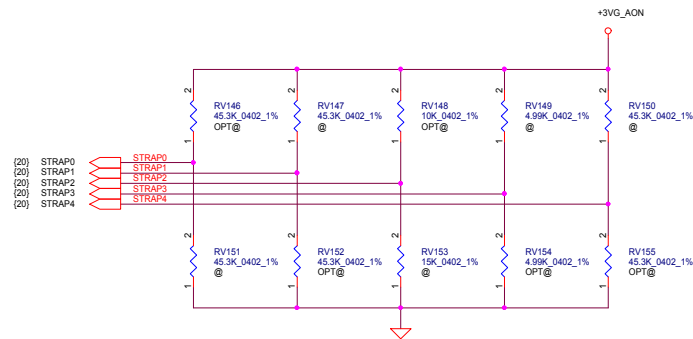 +3VG_AON
2
RV146
45.3K_0402_1%
OPT@
1
2
RV147
45.3K_0402_1%
@
1
2
RV148
10K_0402_1%
OPT@
1
2
RV149
4.99K_0402_1%
@
1
2
RV150
45.3K_0402_1%
@
1
{20} STRAP0 STRAP0
{20} STRAP1 STRAP1
{20} STRAP2 STRAP2
{20} STRAP3 STRAP3
{20} STRAP4 STRAP4
2
RV151
45.3K_0402_1%
@
1
2
RV152
45.3K_0402_1%
OPT@
1
2
RV153
15K_0402_1%
@
1
2
RV154
4.99K_0402_1%
OPT@
1
2
RV155
45.3K_0402_1%
OPT@
1